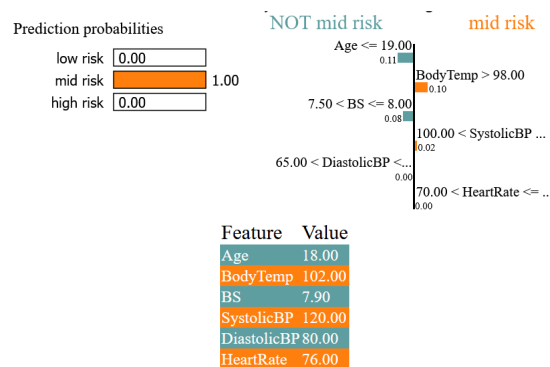 Prediction probabilities
low risk 0.00
mid risk 1.00
high risk 0.00
NOT mid risk mid risk
Age <= 19.00
0.11
BodyTemp > 98.00
0.10
7.50 < BS <= 8.00
0.08
100.00 < SystolicBP ...
0.02
65.00 < DiastolicBP <...
0.00
70.00 < HeartRate <= ..
0.00
Feature Value
Age 18.00
BodyTemp 102.00
BS 7.90
SystolicBP 120.00
DiastolicBP 80.00
HeartRate 76.00